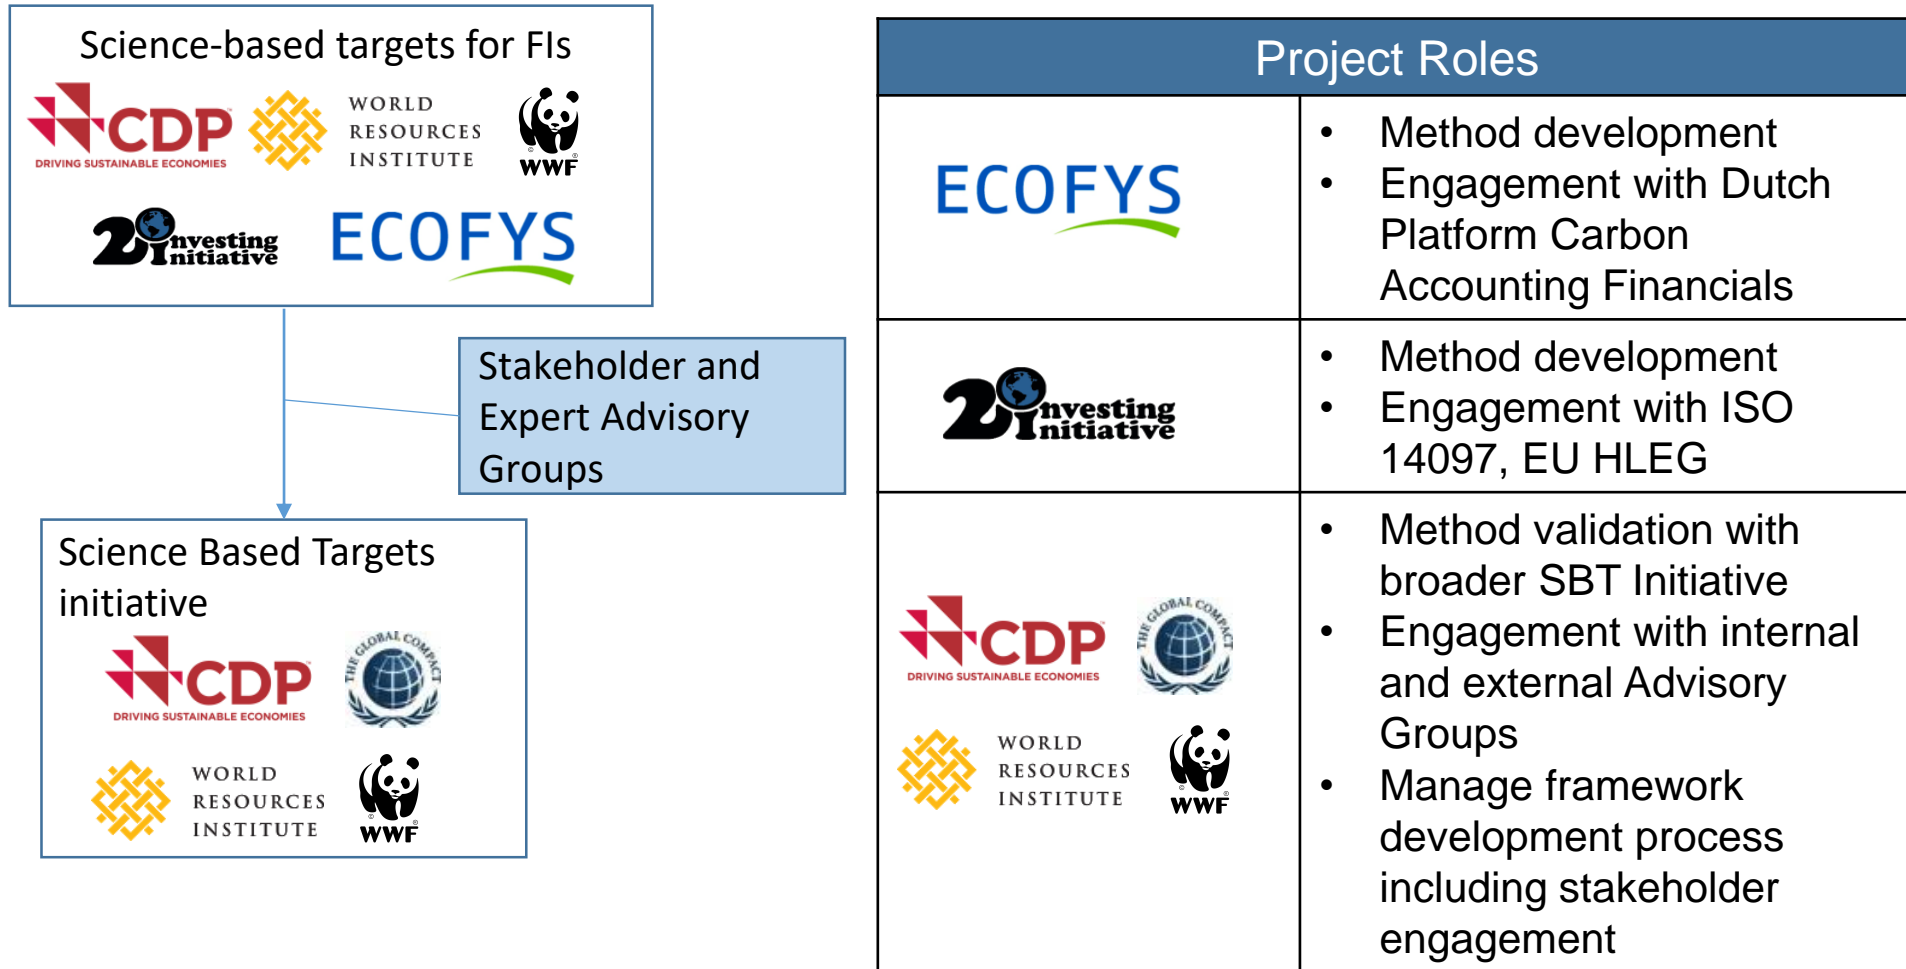 Science-based targets for FIs
CDP
DRIVING SUSTAINABLE ECONOMIES
WORLD
RESOURCES
INSTITUTE
WWF
2 Investing
Initiative
ECOFYS
Stakeholder and
Expert Advisory
Groups
Science Based Targets
initiative
CDP
DRIVING SUSTAINABLE ECONOMIES
THE GLOBAL COMPACT
WORLD
RESOURCES
INSTITUTE
WWF
Project Roles
ECOFYS
• Method development
• Engagement with Dutch
Platform Carbon
Accounting Financials
2 Investing
Initiative
• Method development
• Engagement with ISO
14097, EU HLEG
CDP
DRIVING SUSTAINABLE ECONOMIES
THE GLOBAL COMPACT
WORLD
RESOURCES
INSTITUTE
WWF
• Method validation with
broader SBT Initiative
• Engagement with internal
and external Advisory
Groups
• Manage framework
development process
including stakeholder
engagement